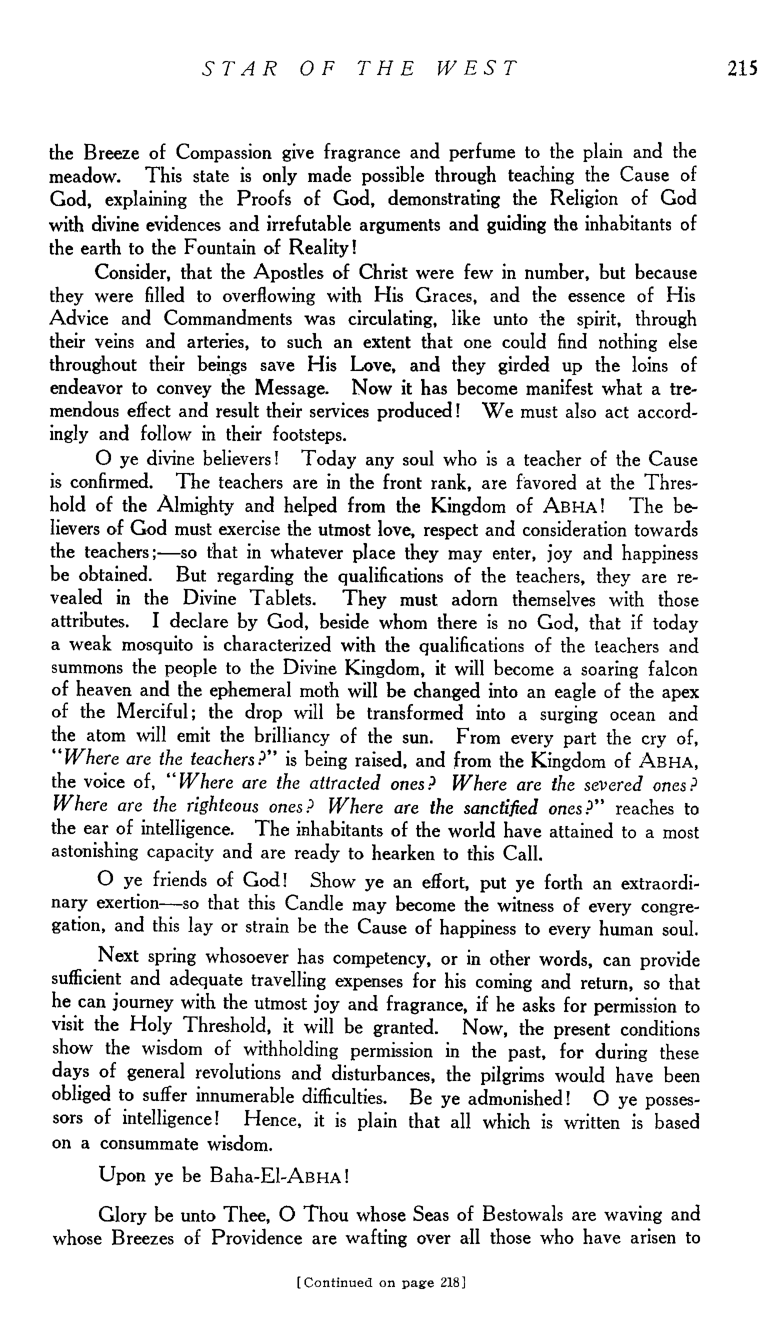 STAR OF THE WEST 215
the Breeze of Compassion give fragrance and perfume to the plain and the
meadow. This state is only made possible through teaching the Cause of
God, explaining the Proofs of God, demonstrating the Religion of God
with divine evidences and irrefutable arguments and guiding the inhabitants of
the earth to the Fountain of Reality!
Consider, that the Apostles of Christ were few in number, but because
they were filled to overflowing with His Graces, and the essence of His
Advice and Commandments was circulating, like unto the spirit, through
their veins and arteries, to such an extent that one could find nothing else
throughout their beings save His Love, and they girded up the loins of
endeavor to convey the Message. Now it has become manifest what a tre-
mendous effect and result their services produced! We must also act accord-
ingly and follow in their footsteps.
O ye divine believers! Today any soul who is a teacher of the Cause
is confirmed. The teachers are in the front rank, are favored at the Thres-
hold of the Almighty and helped from the Kingdom of ABHA! The be-
lievers of God must exercise the utmost love, respect and consideration towards
the teachers;—so that in whatever place they may enter, joy and happiness
be obtained. But regarding the qualifications of the teachers, they are re-
vealed in the Divine Tablets. They must adorn themselves with those
attributes. I declare by God, beside whom there is no God, that if today
a weak mosquito is characterized with the qualifications of the teachers and
summons the people to the Divine Kingdom, it will become a soaring falcon
of heaven and the ephemeral moth will be changed into an eagle of the apex
of the Merciful; the drop will be transformed into a surging ocean and
the atom will emit the brilliancy of the sun. From every part the cry of,
"Where are the teachers?" is being raised, and from the Kingdom of ABHA,
the voice of, "Where are the attracted ones? Where are the severed ones?
Where are the righteous ones? Where are the sanctified ones?" reaches to
the ear of intelligence. The inhabitants of the world have attained to a most
astonishing capacity and are ready to hearken to this Call.
O ye friends of God! Show ye an effort, put ye forth an extraordi-
nary exertion—so that this Candle may become the witness of every congre-
gation, and this lay or strain be the Cause of happiness to every human soul.
Next spring whosoever has competency, or in other words, can provide
sufficient and adequate travelling expenses for his coming and return, so that
he can journey with the utmost joy and fragrance, if he asks for permission to
visit the Holy Threshold, it will be granted. Now, the present conditions
show the wisdom of withholding permission in the past, for during these
days of general revolutions and disturbances, the pilgrims would have been
obliged to suffer innumerable difficulties. Be ye admonished! O ye posses-
sors of intelligence! Hence, it is plain that all which is written is based
on a consummate wisdom.
Upon ye be Baha-El-ABHA!
Glory be unto Thee, O Thou whose Seas of Bestowals are waving and
whose Breezes of Providence are wafting over all those who have arisen to
[Continued on page 218]